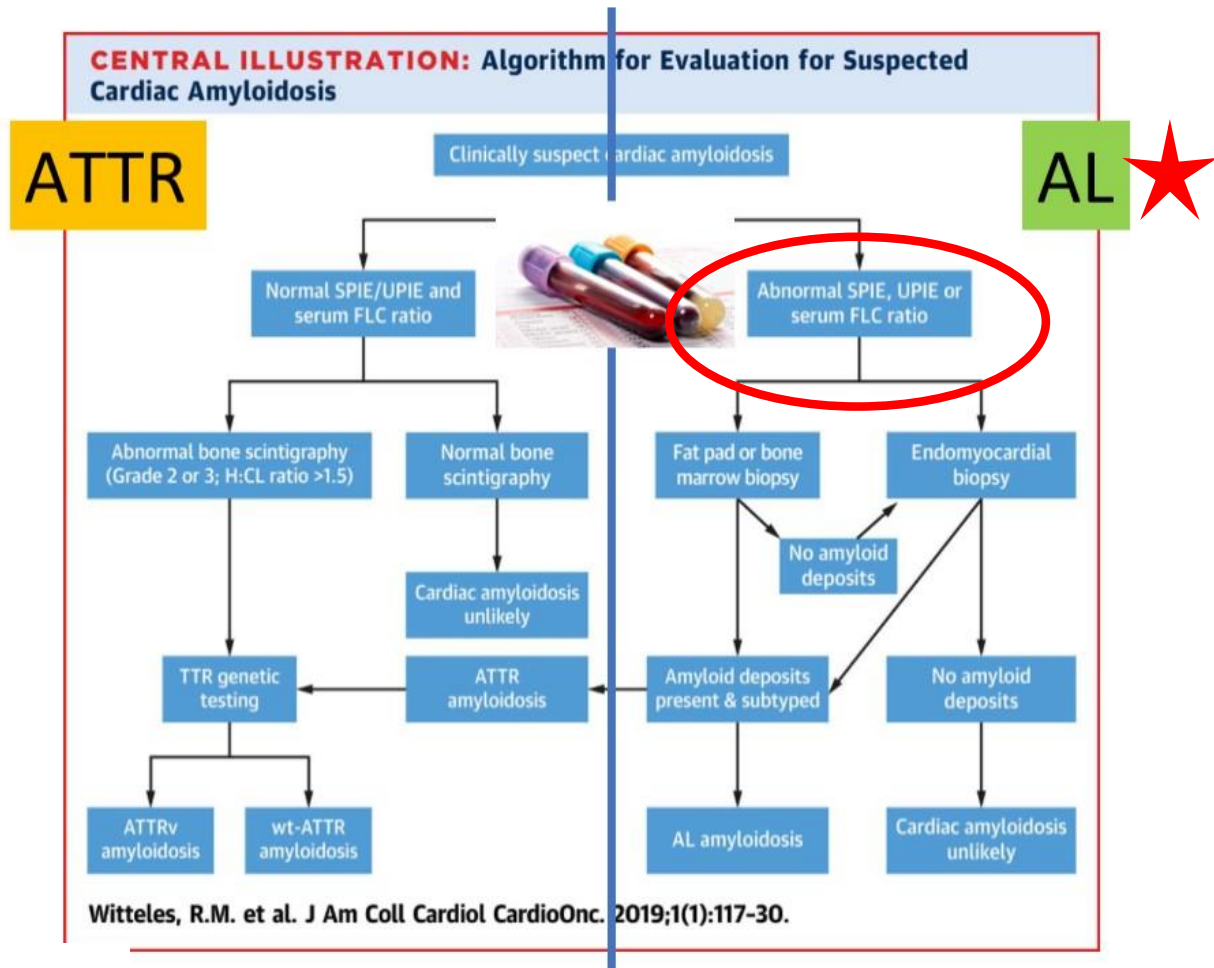 CENTRAL ILLUSTRATION: Algorithm for Evaluation for Suspected
Cardiac Amyloidosis
ATTR
AL
Clinically suspect cardiac amyloidosis
Normal SPIE/UPIE and
serum FLC ratio
Abnormal SPIE, UPIE or
serum FLC ratio
Abnormal bone scintigraphy
(Grade 2 or 3; H:CL ratio >1.5)
Normal bone
scintigraphy
Fat pad or bone
marrow biopsy
Endomyocardial
biopsy
No amyloid
deposits
Cardiac amyloidosis
unlikely
TTR genetic
testing
ATTR
amyloidosis
Amyloid deposits
present & subtyped
No amyloid
deposits
ATTRv
amyloidosis
wt-ATTR
amyloidosis
AL amyloidosis
Cardiac amyloidosis
unlikely
Witteles, R.M. et al. J Am Coll Cardiol CardioOnc. 2019;1(1):117-30.